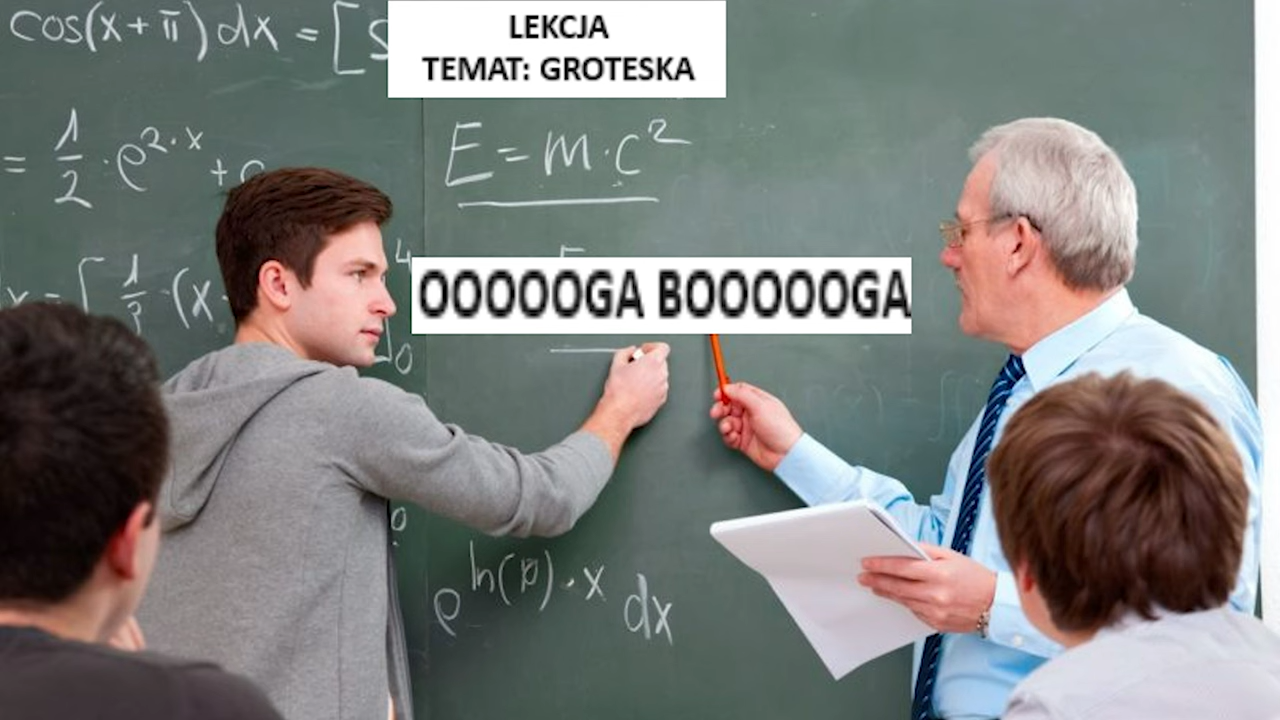 cos(x + π) dx = [
LEKCJA
TEMAT: GROTESKA
= 1/2 · e^2·x +
E = m·c²
OOOOOGA BOOOOOGA
e^ln(p)·x dx